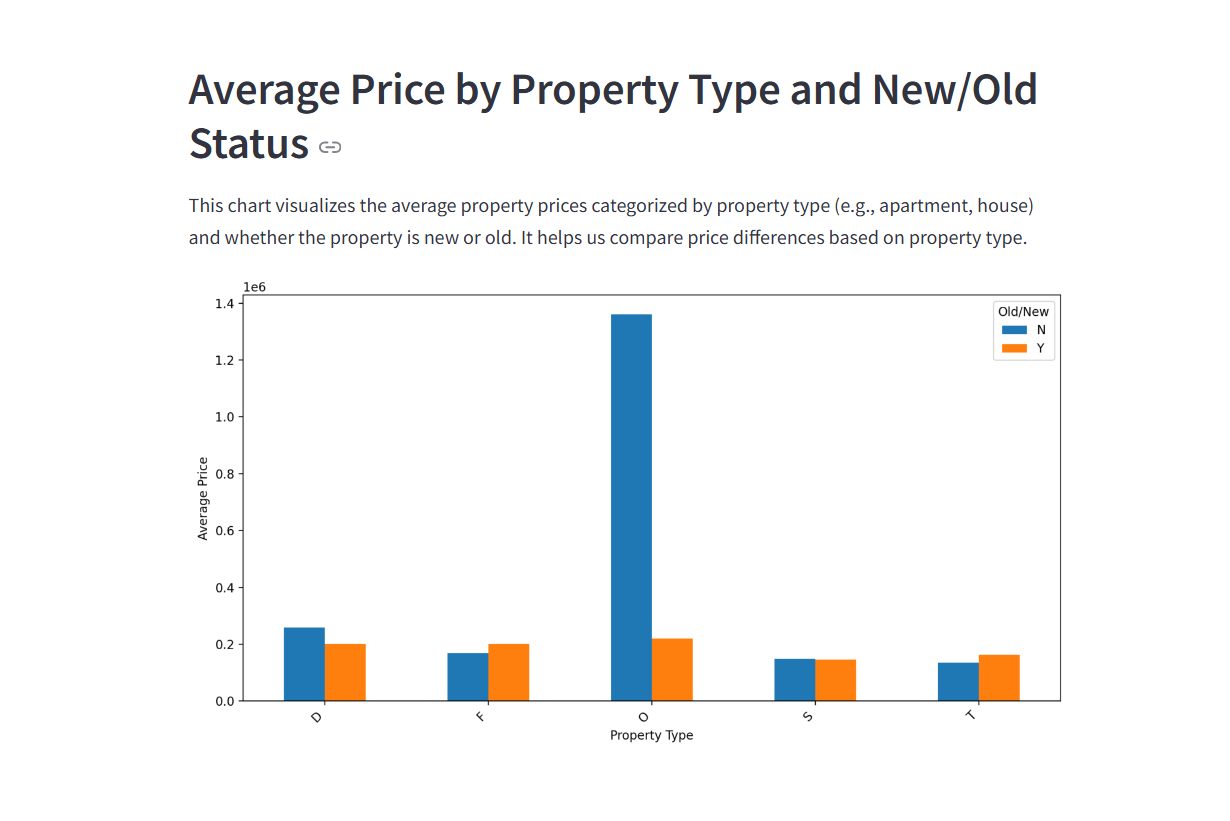 Average Price by Property Type and New/Old
Status
This chart visualizes the average property prices categorized by property type (e.g., apartment, house)
and whether the property is new or old. It helps us compare price differences based on property type.
1e6
1.4
1.2
1.0
0.8
0.6
0.4
0.2
0.0
Average Price
Old/New
N
Y
D
F
O
S
T
Property Type